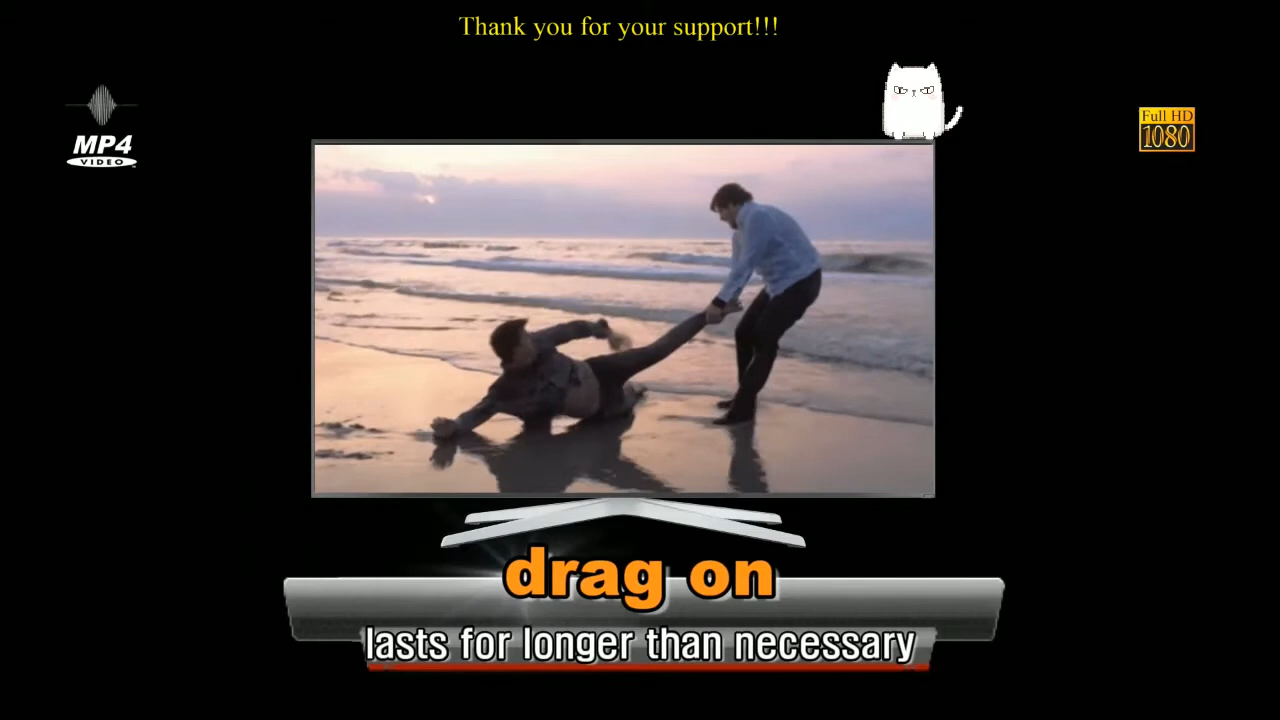 Thank you for your support!!!
MP4
VIDEO
Full HD
1080
drag on
lasts for longer than necessary